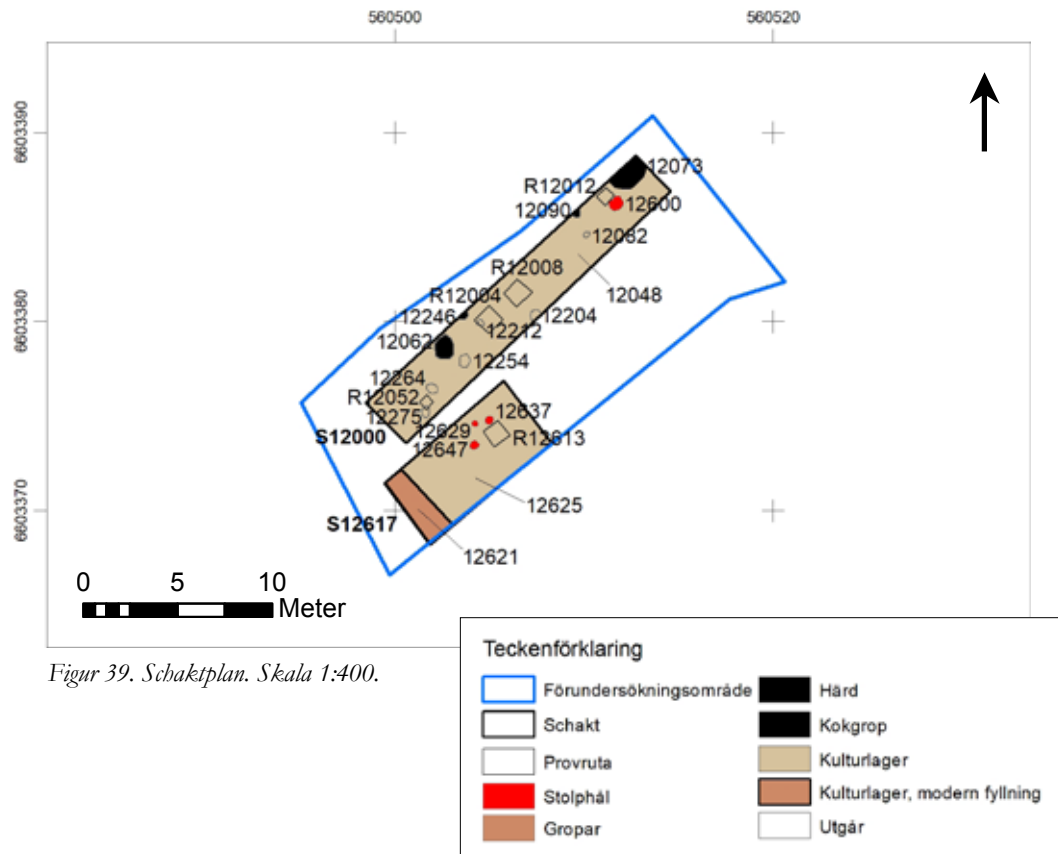 560500
560520
6603390
12073
R12012
12600
12090
12082
R12008
12048
R12004
6603380
12246
12204
12212
12062
12254
12264
R12052
12637
12275
12629
R12613
S12000
12647
6603370
12625
S12617
12621
0 5 10
Meter
Figur 39. Schaktplan. Skala 1:400.
Teckenförklaring
Förundersökningsområde
Schakt
Provruta
Stolphål
Gropar
Härd
Kokgrop
Kulturlager
Kulturlager, modern fyllning
Utgår